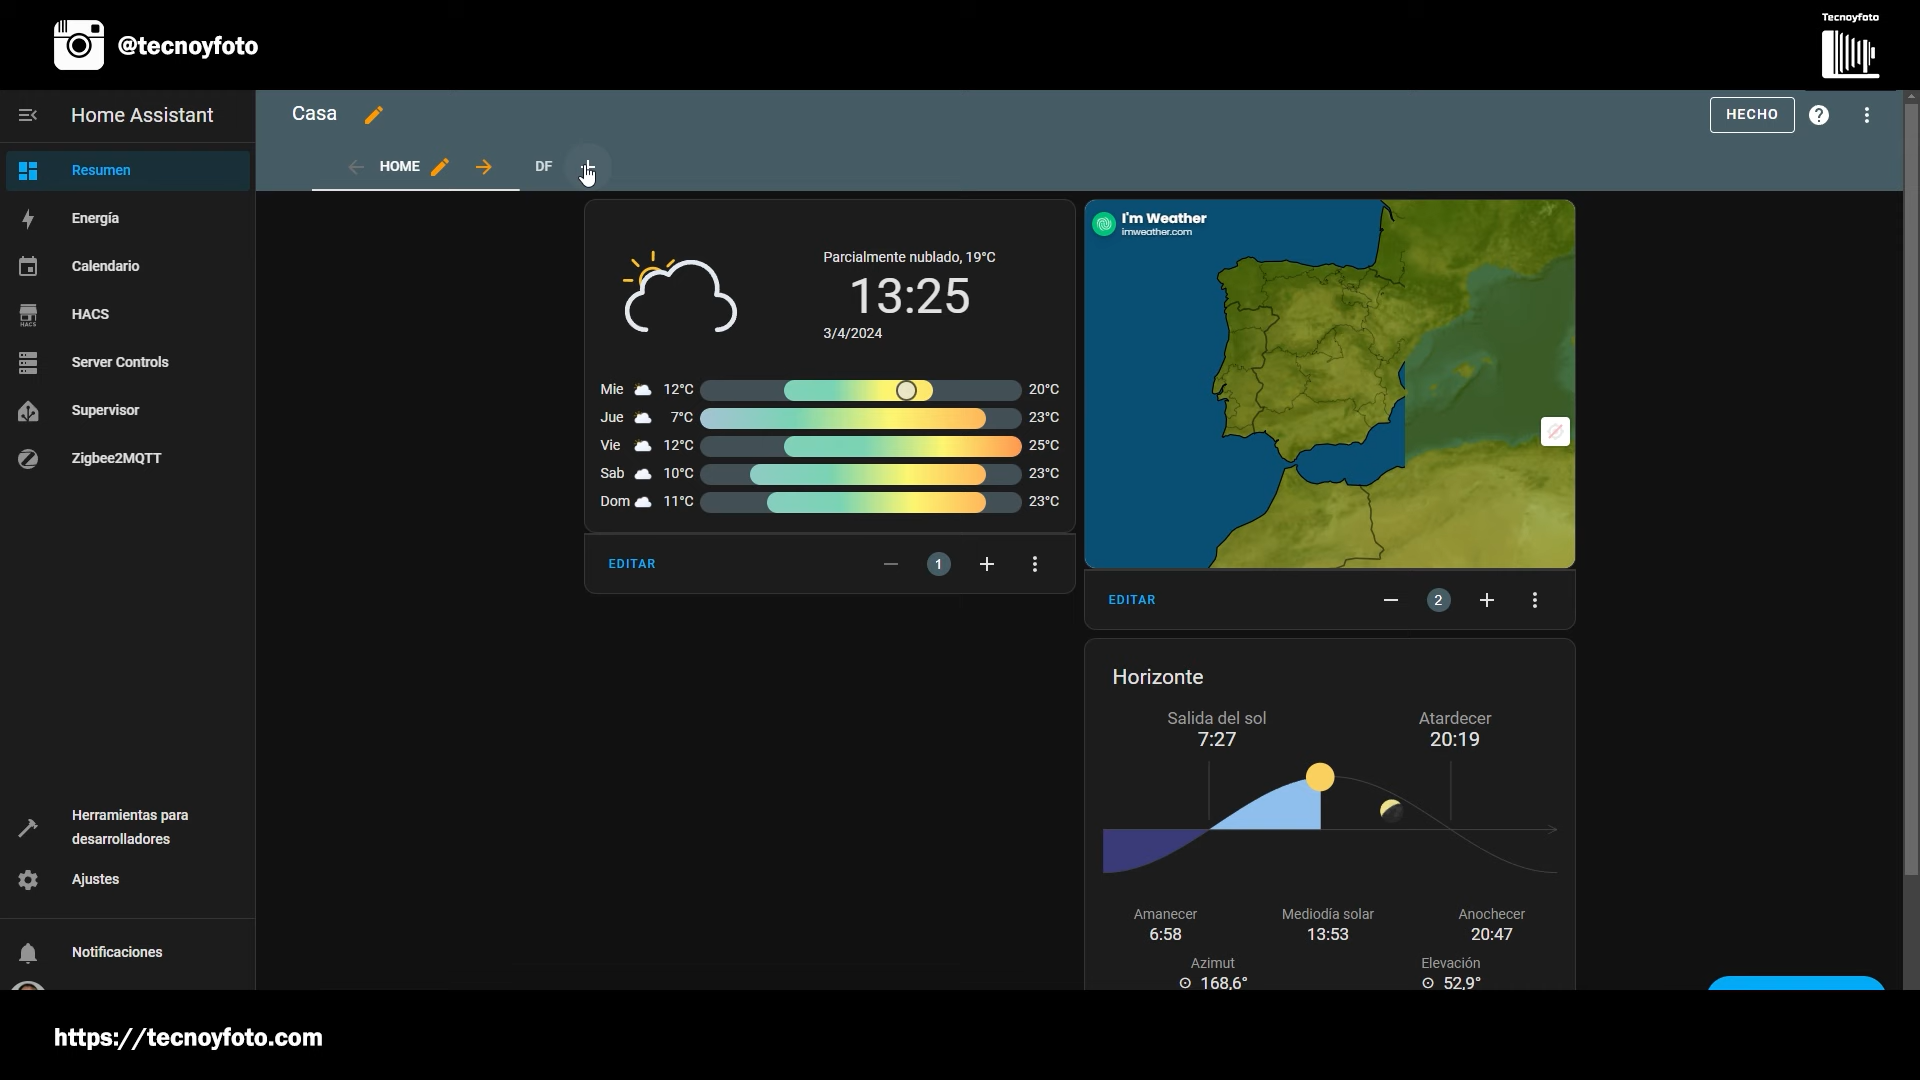 @tecnoyfoto
Tecnoyfoto
Home Assistant
Casa
HECHO
HOME
DF
Resumen
Energía
Calendario
HACS
HACS
Server Controls
Supervisor
Zigbee2MQTT
Herramientas para
desarrolladores
Ajustes
Notificaciones
Parcialmente nublado, 19°C
13:25
3/4/2024
Mie 12°C 20°C
Jue 7°C 23°C
Vie 12°C 25°C
Sab 10°C 23°C
Dom 11°C 23°C
EDITAR
1
I'm Weather
imweather.com
EDITAR
2
Horizonte
Salida del sol
7:27
Atardecer
20:19
Amanecer
6:58
Mediodía solar
13:53
Anochecer
20:47
Azimut
168,6°
Elevación
52,9°
https://tecnoyfoto.com